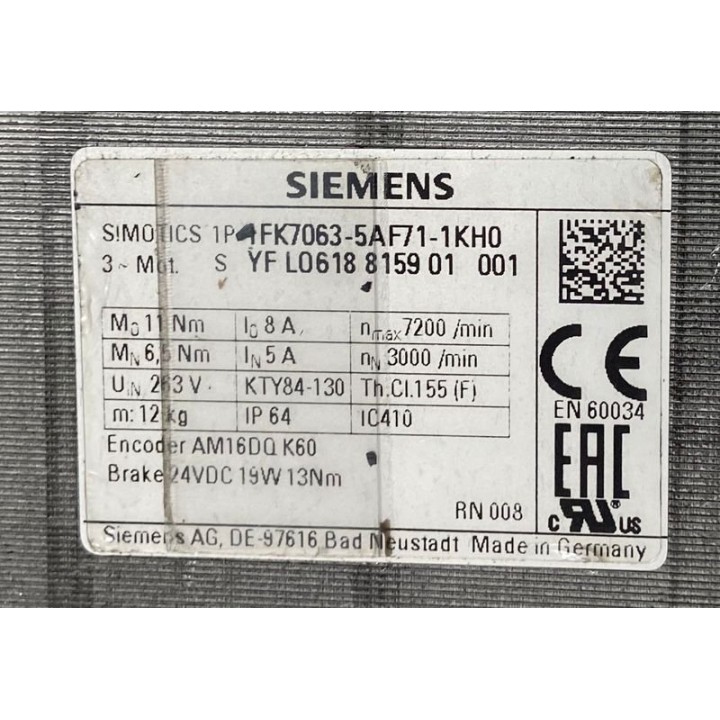 SIEMENS
SIMOTICS 1P 1FK7063-5AF71-1KH0
3 ~ Mot. S YF L0618 8159 01 001
M0 11 Nm I0 8 A nmax 7200 /min
MN 6,5 Nm IN 5 A nN 3000 /min
UIN 263 V KTY84-130 Th.Cl.155 (F)
m: 12 kg IP 64 IC410
Encoder AM16DQ K60
Brake 24VDC 19W 13Nm
RN 008
CE
EN 60034
EAC
c RU US
Siemens AG, DE-97616 Bad Neustadt Made in Germany